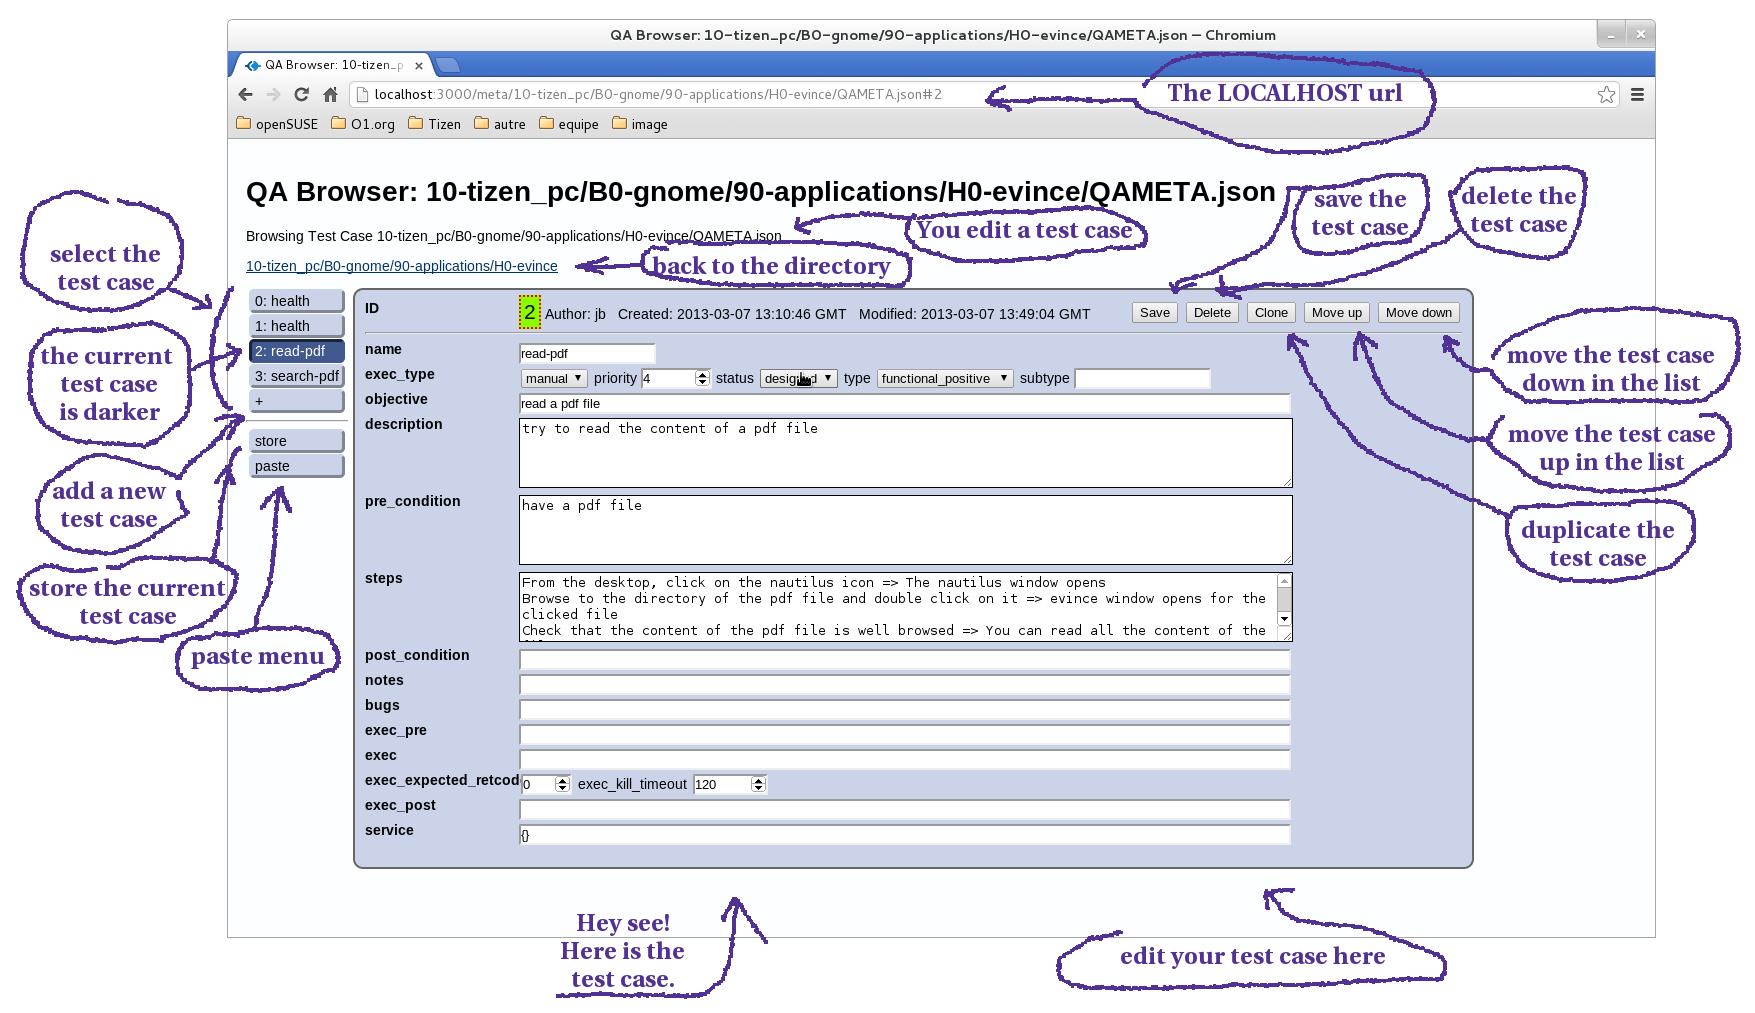 QA Browser: 10-tizen_pc/B0-gnome/90-applications/H0-evince/QAMETA.json – Chromium
QA Browser: 10-tizen_p
localhost:3000/meta/10-tizen_pc/B0-gnome/90-applications/H0-evince/QAMETA.json#2
The LOCALHOST url
openSUSE O1.org Tizen autre equipe image
QA Browser: 10-tizen_pc/B0-gnome/90-applications/H0-evince/QAMETA.json
save the
test case
delete the
test case
Browsing Test Case 10-tizen_pc/B0-gnome/90-applications/H0-evince/QAMETA.json
You edit a test case
10-tizen_pc/B0-gnome/90-applications/H0-evince
back to the directory
select the
test case
the current
test case
is darker
add a new
test case
store the current
test case
paste menu
0: health
1: health
2: read-pdf
3: search-pdf
+
store
paste
ID 2 Author: jb Created: 2013-03-07 13:10:46 GMT Modified: 2013-03-07 13:49:04 GMT Save Delete Clone Move up Move down
name read-pdf
exec_type manual priority 4 status type functional_positive subtype
objective read a pdf file
description try to read the content of a pdf file
pre_condition have a pdf file
steps From the desktop, click on the nautilus icon => The nautilus window opens
Browse to the directory of the pdf file and double click on it => evince window opens for the
clicked file
Check that the content of the pdf file is well browsed => You can read all the content of the
post_condition
notes
bugs
exec_pre
exec
exec_expected_retcod 0 exec_kill_timeout 120
exec_post
service {}
move the test case
down in the list
move the test case
up in the list
duplicate the
test case
Hey see!
Here is the
test case.
edit your test case here